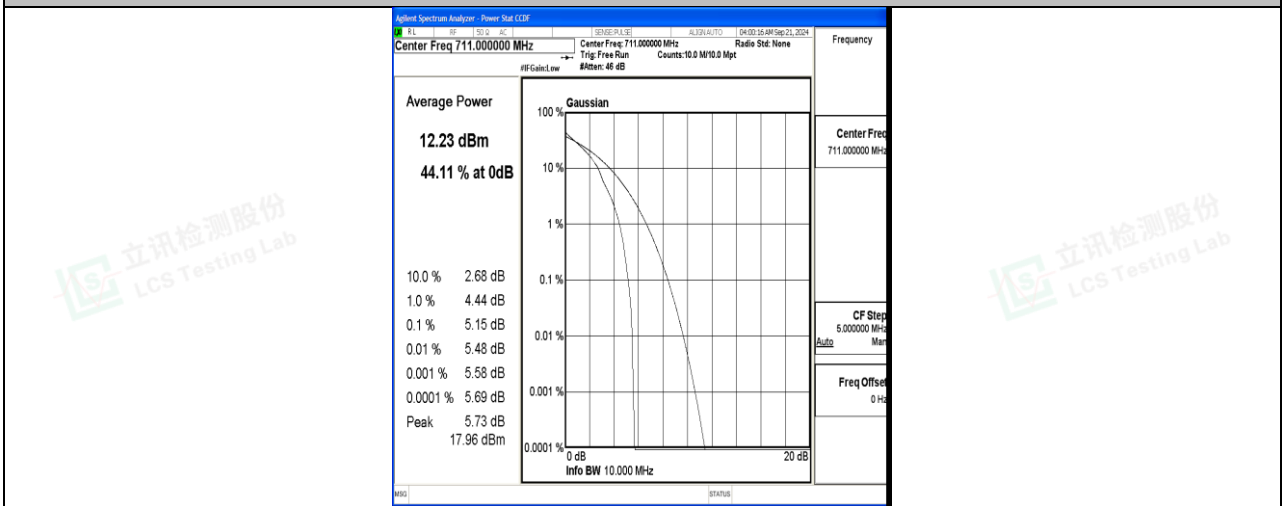 Agilent Spectrum Analyzer - Power Stat CCDF
RL RF 50 Ω AC SENSE:PULSE ALIGN AUTO 04:00:16 AM Sep 21, 2024
Center Freq 711.000000 MHz
Center Freq: 711.000000 MHz Radio Std: None
Trig: Free Run Counts:10.0 M/10.0 Mpt
#IFGain:Low #Atten: 46 dB
Frequency
Average Power
12.23 dBm
44.11 % at 0dB
10.0 % 2.68 dB
1.0 % 4.44 dB
0.1 % 5.15 dB
0.01 % 5.48 dB
0.001 % 5.58 dB
0.0001 % 5.69 dB
Peak 5.73 dB
17.96 dBm
Gaussian
100 %
10 %
1 %
0.1 %
0.01 %
0.001 %
0.0001 %
0 dB 20 dB
Info BW 10.000 MHz
Center Freq
711.000000 MHz
CF Step
5.000000 MHz
Auto Man
Freq Offset
0 Hz
MSG STATUS
立讯检测股份
LCS Testing Lab
立讯检测股份
LCS Testing Lab